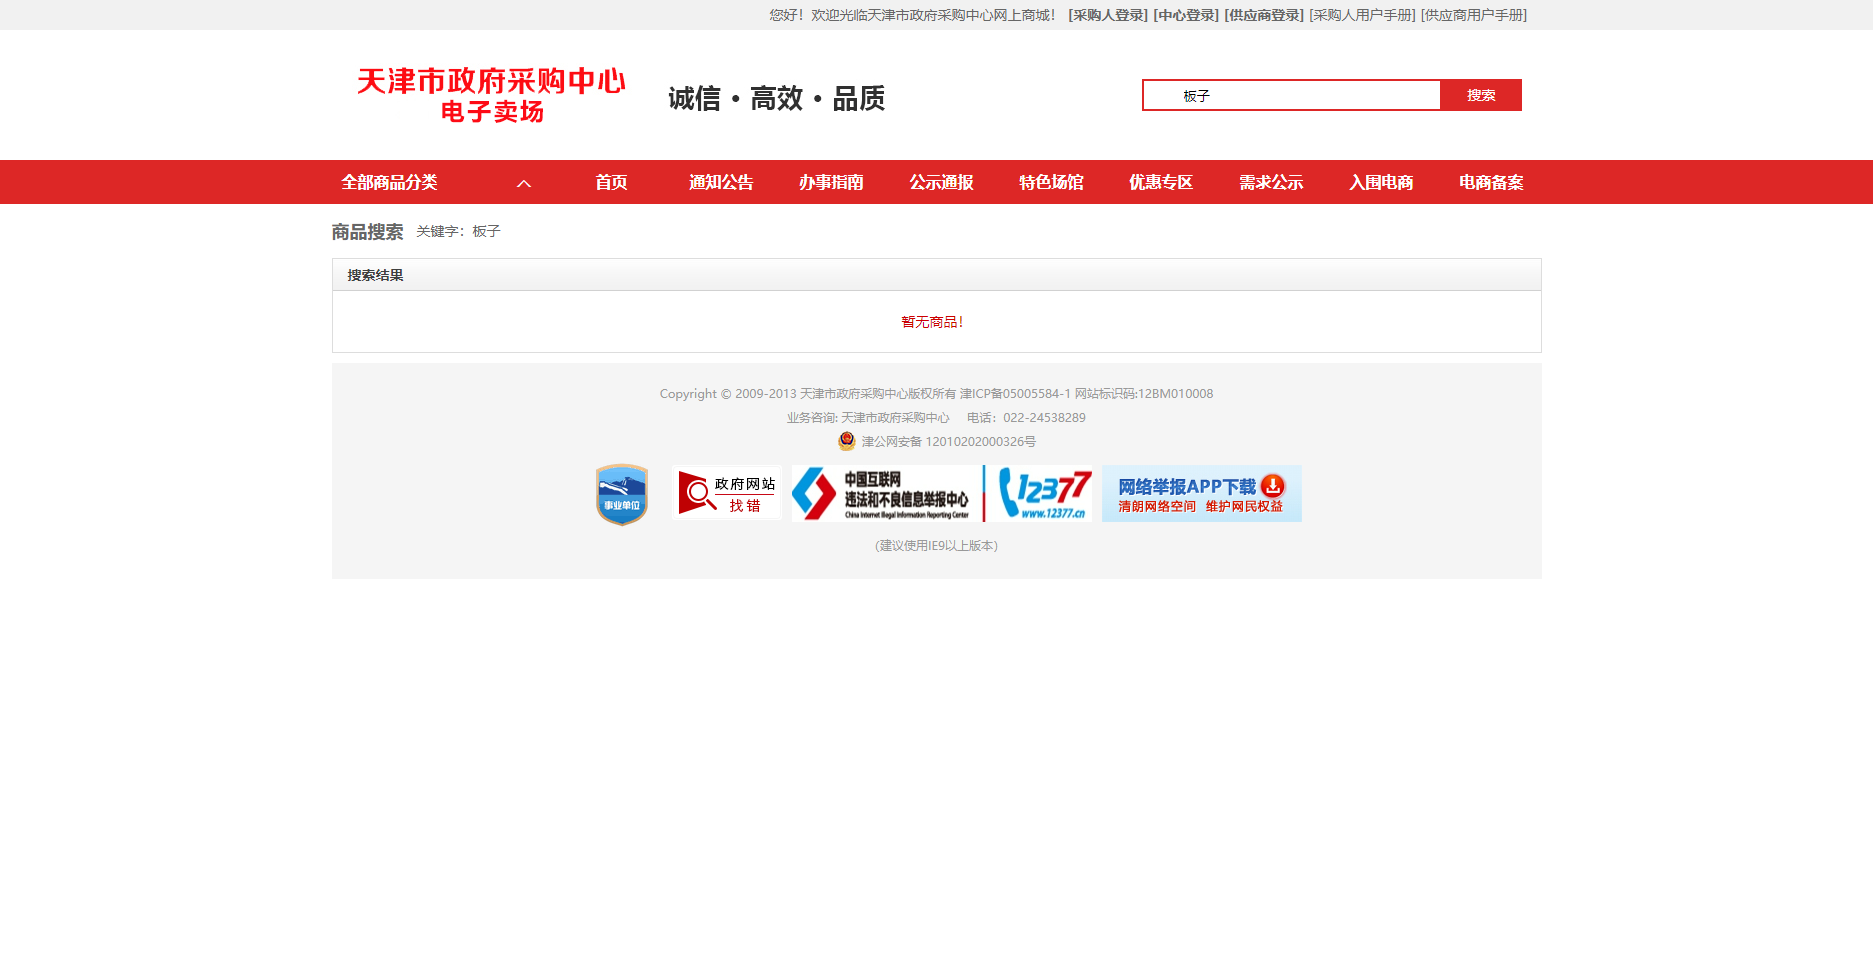 您好！欢迎光临天津市政府采购中心网上商城！ [采购人登录] [中心登录] [供应商登录] [采购人用户手册] [供应商用户手册]
天津市政府采购中心
电子卖场
诚信·高效·品质
板子
搜索
全部商品分类 首页 通知公告 办事指南 公示通报 特色场馆 优惠专区 需求公示 入围电商 电商备案
商品搜索 关键字：板子
搜索结果
暂无商品！
Copyright © 2009-2013 天津市政府采购中心版权所有 津ICP备05005584-1 网站标识码:12BM010008
业务咨询: 天津市政府采购中心 电话：022-24538289
津公网安备 12010202000326号
事业单位
政府网站
找错
中国互联网
违法和不良信息举报中心
China Internet Illegal Information Reporting Center
12377
www.12377.cn
网络举报APP下载
清朗网络空间 维护网民权益
（建议使用IE9以上版本）